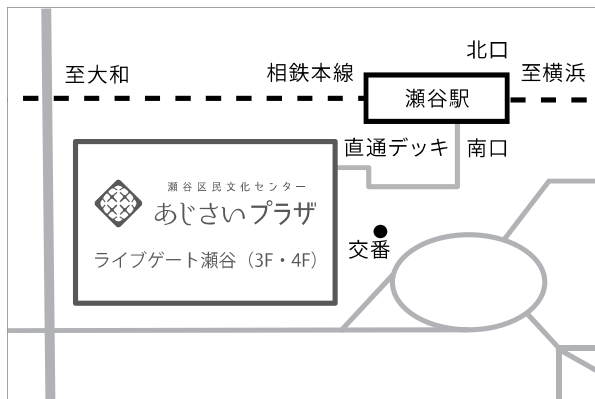 北口
至大和
相鉄本線
至横浜
瀬谷駅
直通デッキ
南口
瀬谷区民文化センター
あじさいプラザ
交番
ライブゲート瀬谷（3F・4F）